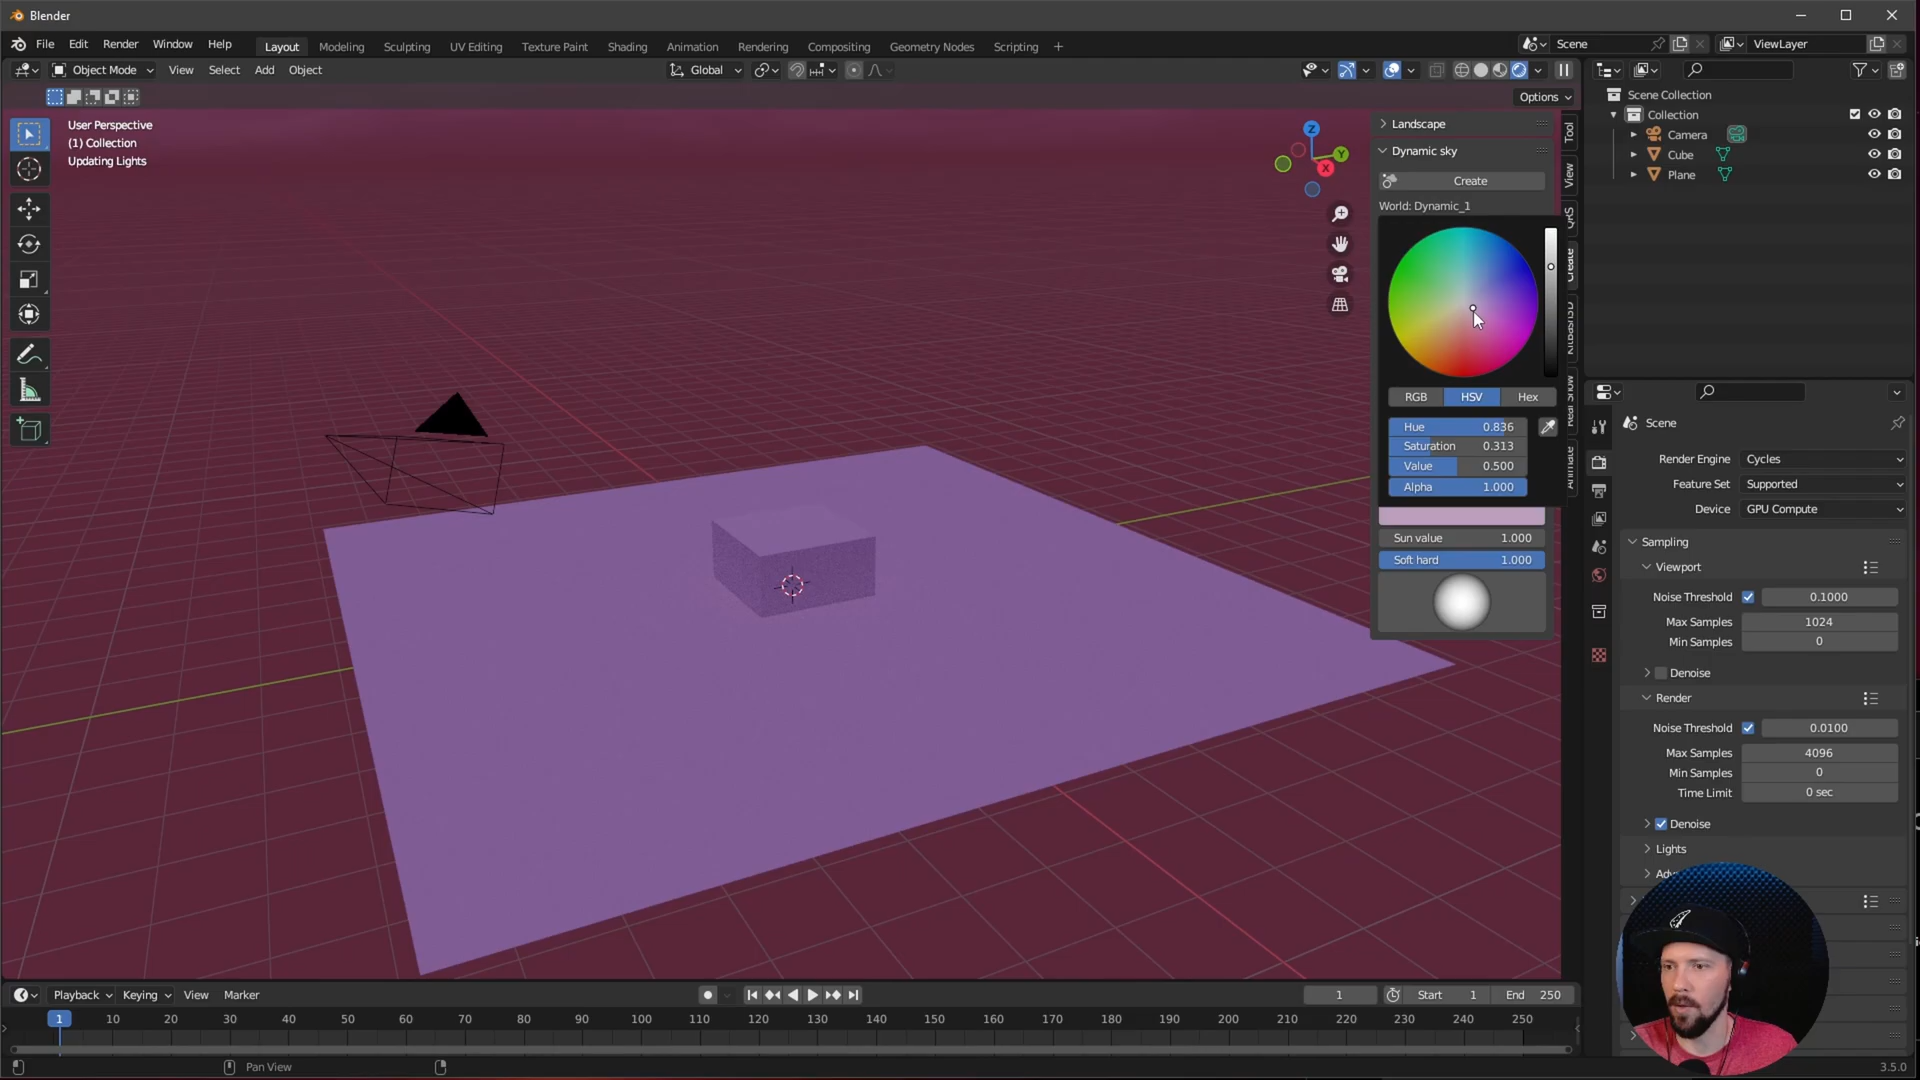 Blender
File Edit Render Window Help
Layout Modeling Sculpting UV Editing Texture Paint Shading Animation Rendering Compositing Geometry Nodes Scripting +
Scene
ViewLayer
Object Mode View Select Add Object
Global
Options
User Perspective
(1) Collection
Updating Lights
Z
Y
X
Landscape
Dynamic sky
Create
World: Dynamic_1
RGB HSV Hex
Hue 0.836
Saturation 0.313
Value 0.500
Alpha 1.000
Sun value 1.000
Soft hard 1.000
Tool
View
Create
Animate
Scene Collection
Collection
Camera
Cube
Plane
Scene
Render Engine Cycles
Feature Set Supported
Device GPU Compute
Sampling
Viewport
Noise Threshold 0.1000
Max Samples 1024
Min Samples 0
Denoise
Render
Noise Threshold 0.0100
Max Samples 4096
Min Samples 0
Time Limit 0 sec
Denoise
Lights
Playback Keying View Marker
1 Start 1 End 250
1 10 20 30 40 50 60 70 80 90 100 110 120 130 140 150 160 170 180 190 200 210 220 230 240 250
Pan View
3.5.0